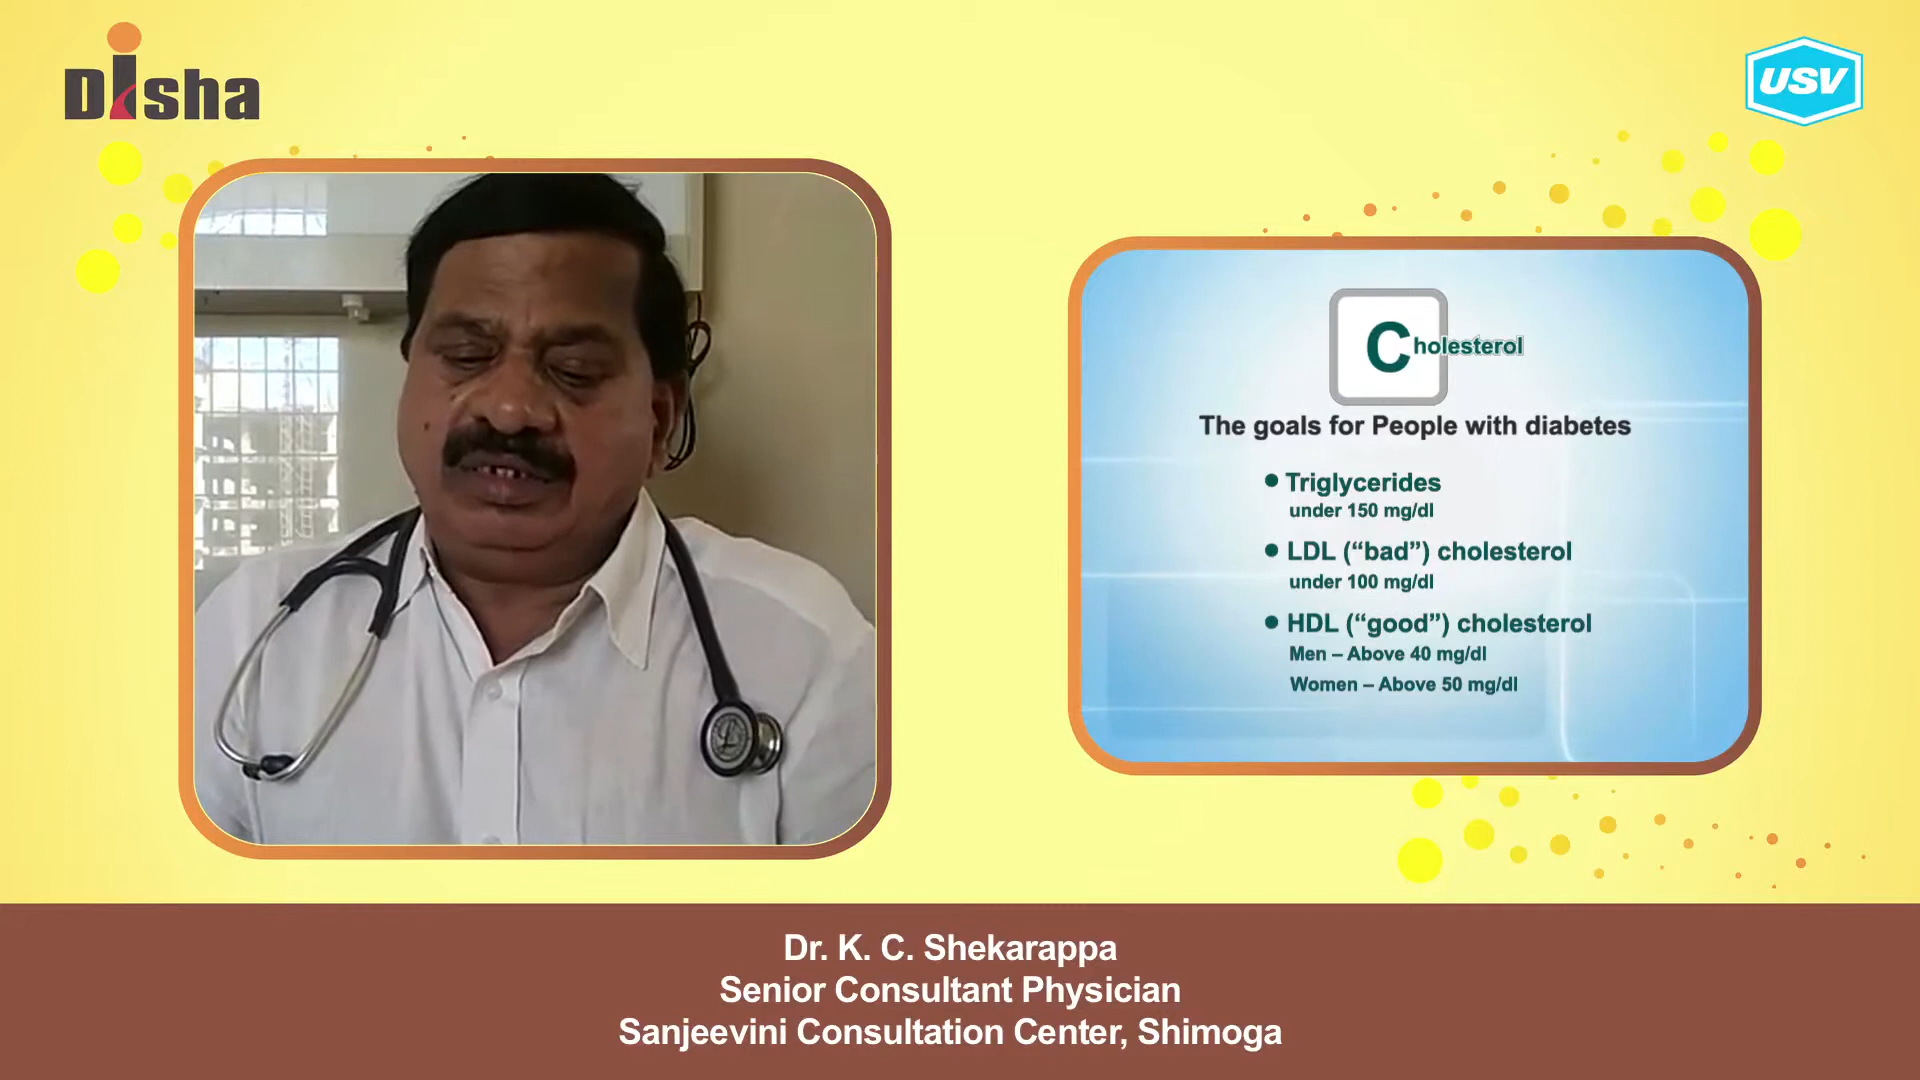 Disha
USV
Cholesterol
The goals for People with diabetes
• Triglycerides
under 150 mg/dl
• LDL (“bad”) cholesterol
under 100 mg/dl
• HDL (“good”) cholesterol
Men – Above 40 mg/dl
Women – Above 50 mg/dl
Dr. K. C. Shekarappa
Senior Consultant Physician
Sanjeevini Consultation Center, Shimoga